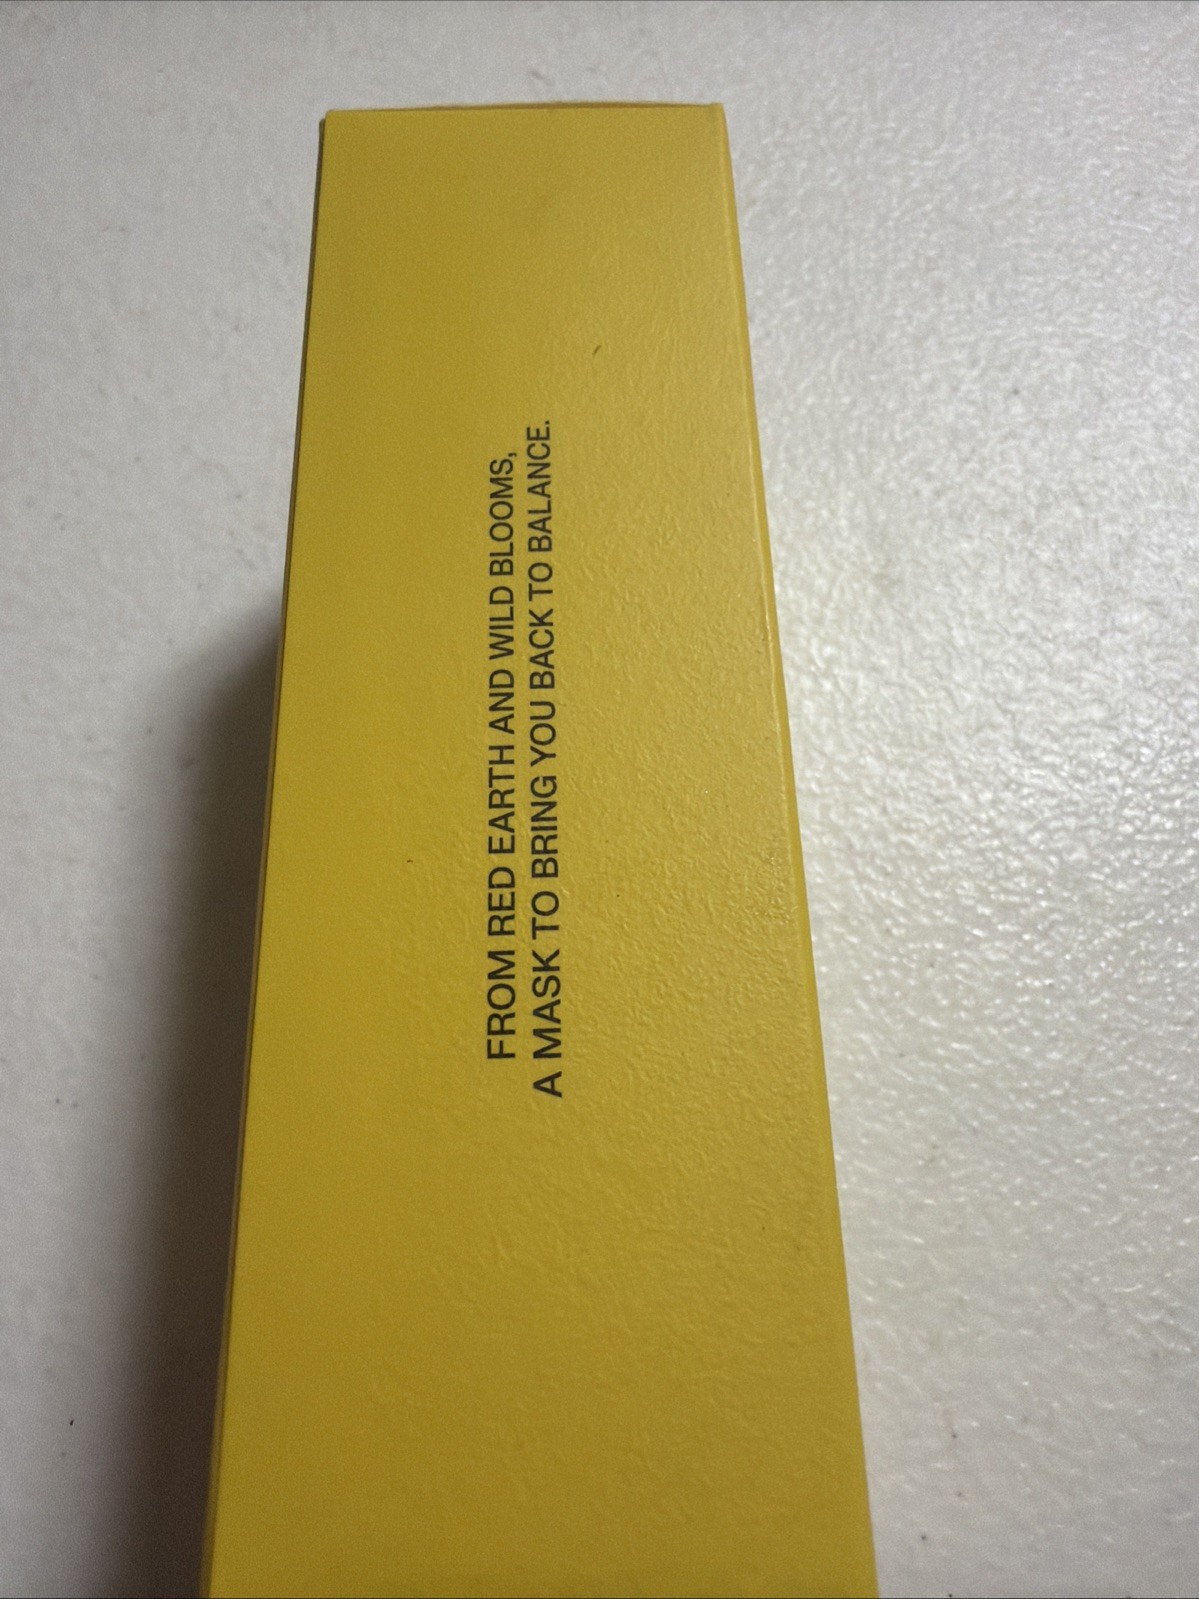 FROM RED EARTH AND WILD BLOOMS,
A MASK TO BRING YOU BACK TO BALANCE.